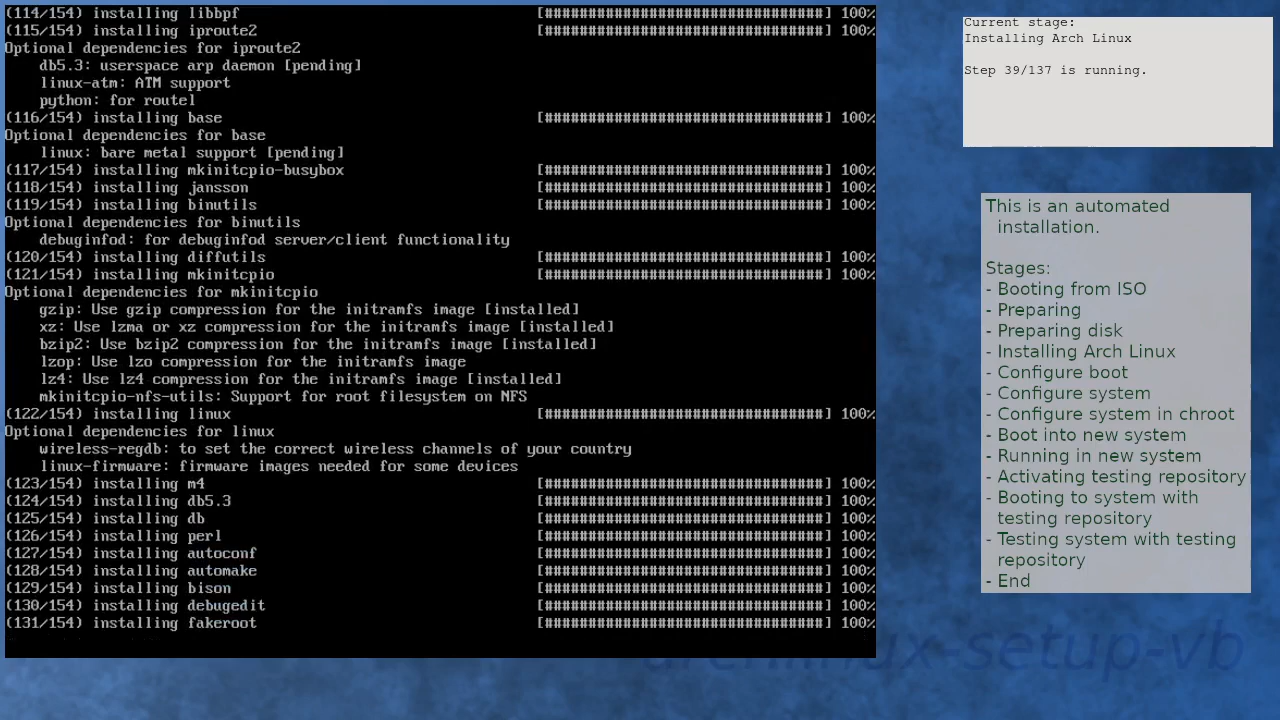 (114/154) installing libbpf [################################] 100%
(115/154) installing iproute2 [################################] 100%
Optional dependencies for iproute2
db5.3: userspace arp daemon [pending]
linux-atm: ATM support
python: for routel
(116/154) installing base [################################] 100%
Optional dependencies for base
linux: bare metal support [pending]
(117/154) installing mkinitcpio-busybox [################################] 100%
(118/154) installing jansson [################################] 100%
(119/154) installing binutils [################################] 100%
Optional dependencies for binutils
debuginfod: for debuginfod server/client functionality
(120/154) installing diffutils [################################] 100%
(121/154) installing mkinitcpio [################################] 100%
Optional dependencies for mkinitcpio
gzip: Use gzip compression for the initramfs image [installed]
xz: Use lzma or xz compression for the initramfs image [installed]
bzip2: Use bzip2 compression for the initramfs image [installed]
lzop: Use lzo compression for the initramfs image
lz4: Use lz4 compression for the initramfs image [installed]
mkinitcpio-nfs-utils: Support for root filesystem on NFS
(122/154) installing linux [################################] 100%
Optional dependencies for linux
wireless-regdb: to set the correct wireless channels of your country
linux-firmware: firmware images needed for some devices
(123/154) installing m4 [################################] 100%
(124/154) installing db5.3 [################################] 100%
(125/154) installing db [################################] 100%
(126/154) installing perl [################################] 100%
(127/154) installing autoconf [################################] 100%
(128/154) installing automake [################################] 100%
(129/154) installing bison [################################] 100%
(130/154) installing debugedit [################################] 100%
(131/154) installing fakeroot [################################] 100%
Current stage:
Installing Arch Linux
Step 39/137 is running.
This is an automated
installation.
Stages:
- Booting from ISO
- Preparing
- Preparing disk
- Installing Arch Linux
- Configure boot
- Configure system
- Configure system in chroot
- Boot into new system
- Running in new system
- Activating testing repository
- Booting to system with
testing repository
- Testing system with testing
repository
- End
archlinux-setup-vb